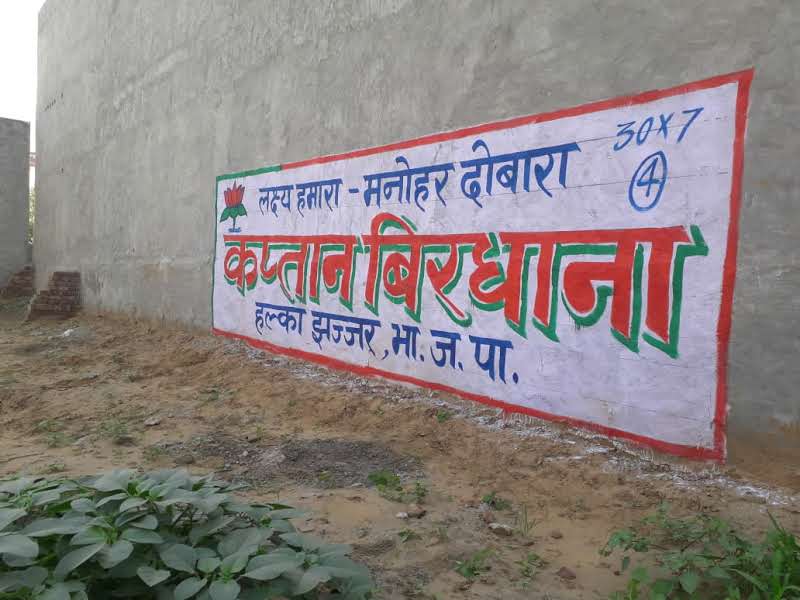 लक्ष्य हमारा - मनोहर दोबारा
30x7
4
कप्तान बिरधाना
हल्का झज्जर, भा. ज. पा.